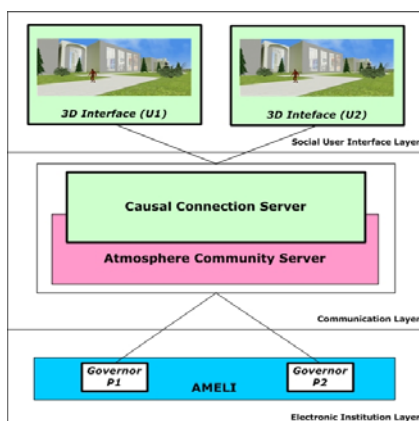 3D Interface (U1)
3D Inteface (U2)
Social User Interface Layer
Causal Connection Server
Atmosphere Community Server
Communication Layer
Governor
P1
Governor
P2
AMELI
Electronic Institution Layer